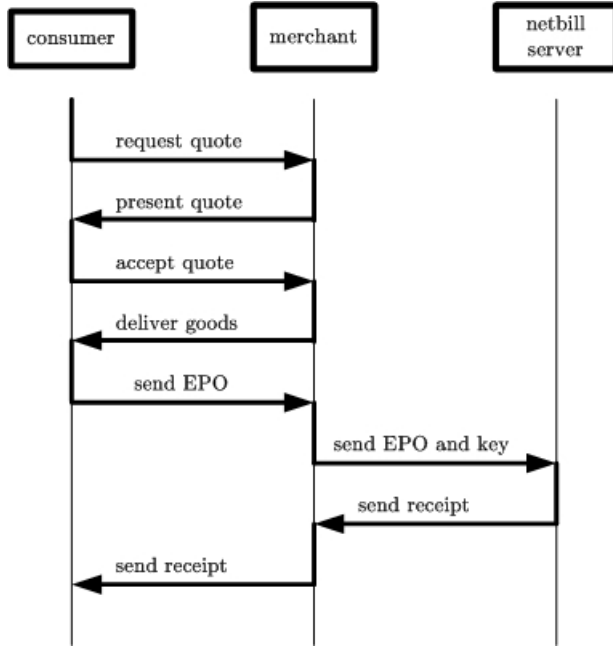 consumer
merchant
netbill
server
request quote
present quote
accept quote
deliver goods
send EPO
send EPO and key
send receipt
send receipt